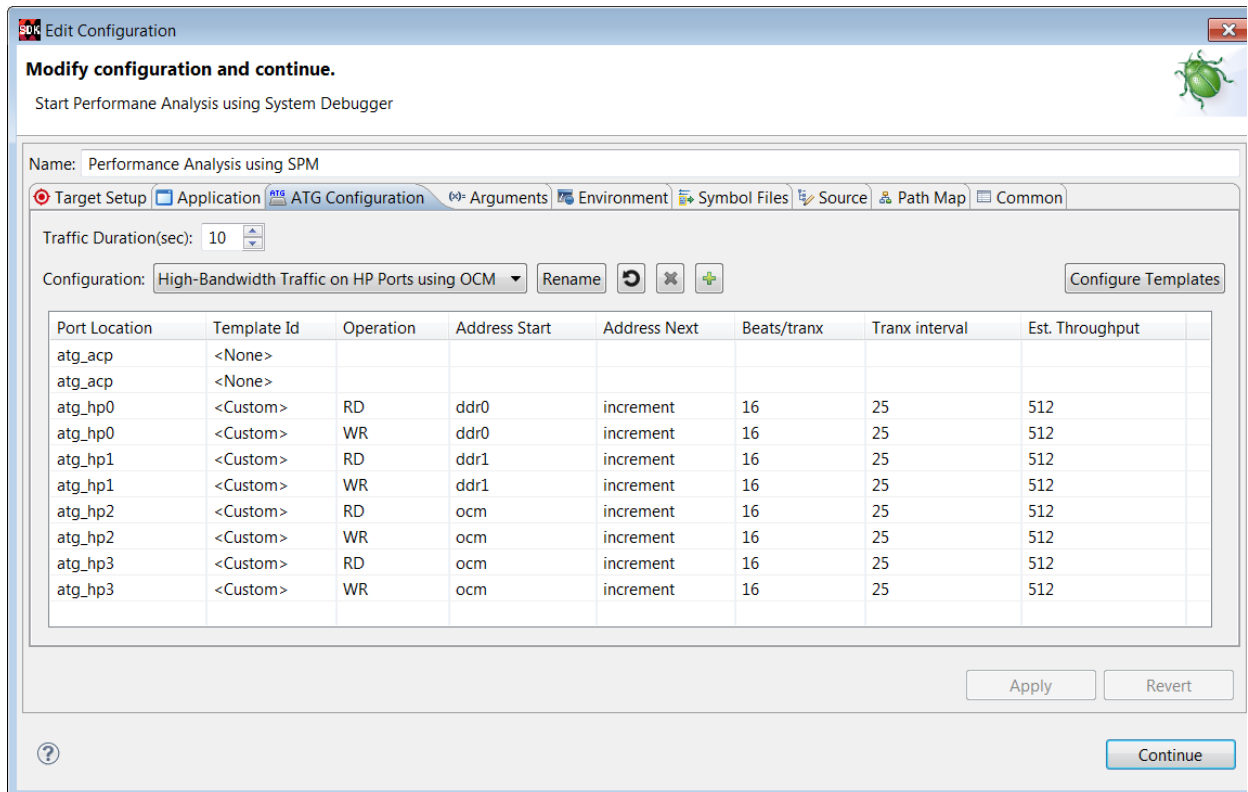 SDK Edit Configuration
Modify configuration and continue.
Start Performane Analysis using System Debugger
Name: Performance Analysis using SPM
Target Setup Application ATG ATG Configuration (x)= Arguments Environment Symbol Files Source Path Map Common
Traffic Duration(sec): 10
Configuration: High-Bandwidth Traffic on HP Ports using OCM Rename Configure Templates
Port Location Template Id Operation Address Start Address Next Beats/tranx Tranx interval Est. Throughput
atg_acp <None>
atg_acp <None>
atg_hp0 <Custom> RD ddr0 increment 16 25 512
atg_hp0 <Custom> WR ddr0 increment 16 25 512
atg_hp1 <Custom> RD ddr1 increment 16 25 512
atg_hp1 <Custom> WR ddr1 increment 16 25 512
atg_hp2 <Custom> RD ocm increment 16 25 512
atg_hp2 <Custom> WR ocm increment 16 25 512
atg_hp3 <Custom> RD ocm increment 16 25 512
atg_hp3 <Custom> WR ocm increment 16 25 512
Apply Revert
? Continue